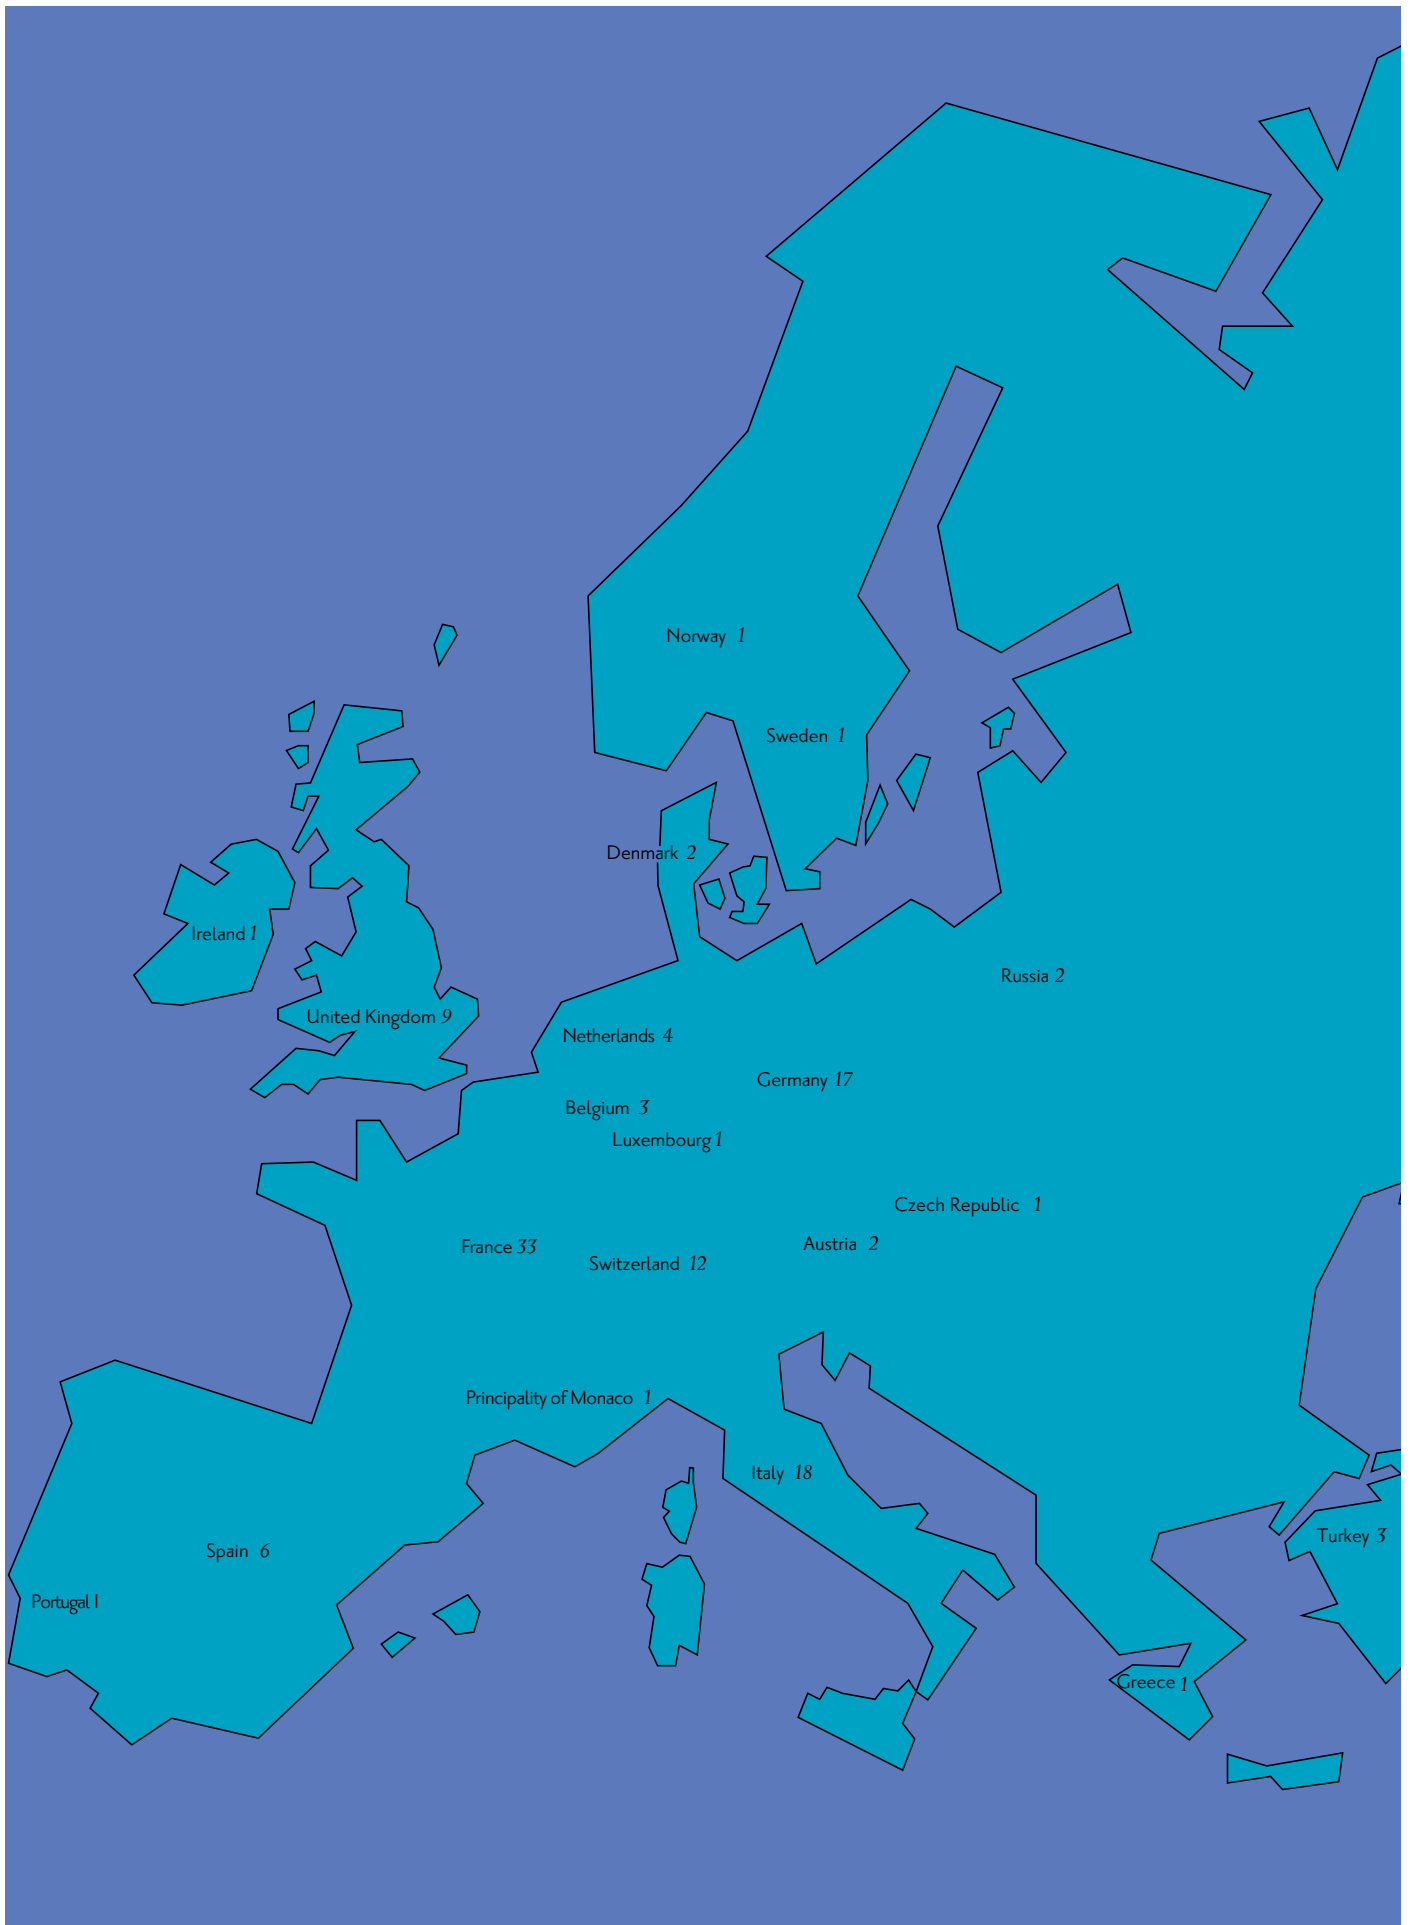 Norway 1
Sweden 1
Denmark 2
Ireland 1
Russia 2
United Kingdom 9
Netherlands 4
Germany 17
Belgium 3
Luxembourg 1
Czech Republic 1
Austria 2
France 33
Switzerland 12
Principality of Monaco 1
Italy 18
Turkey 3
Spain 6
Portugal 1
Greece 1